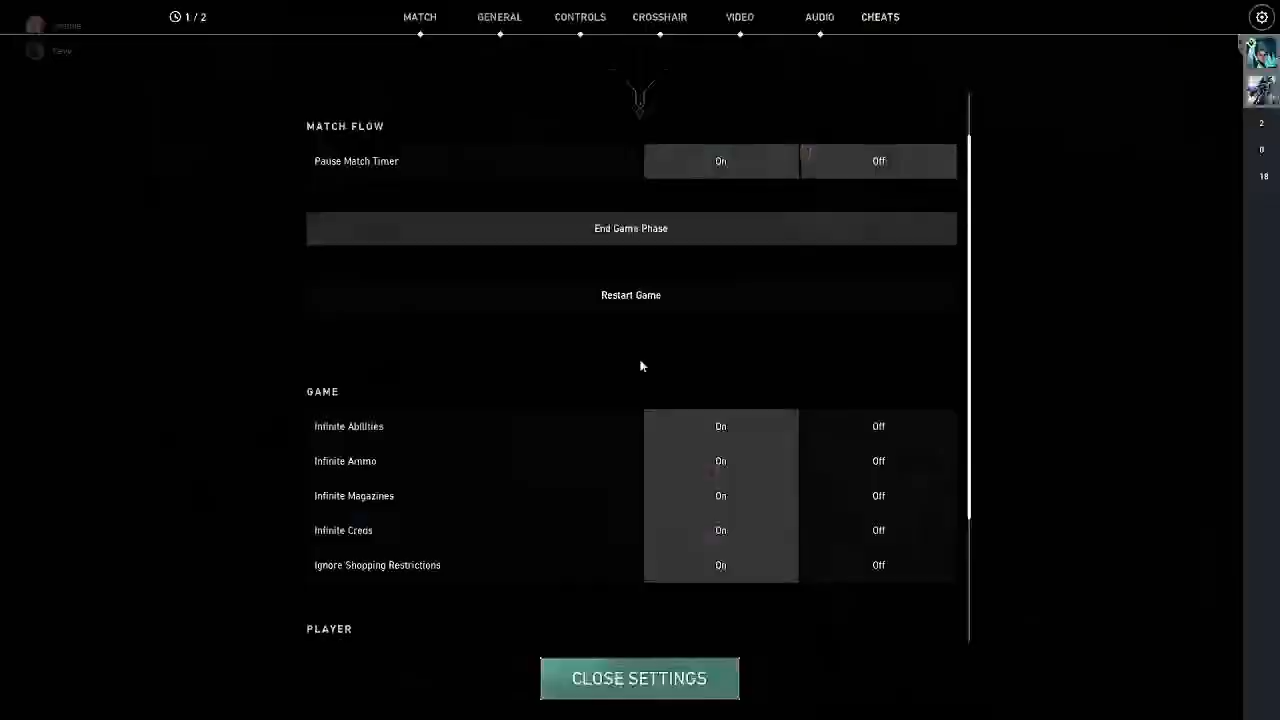 1 / 2
MATCH GENERAL CONTROLS CROSSHAIR VIDEO AUDIO CHEATS
MATCH FLOW
Pause Match Timer On Off
End Game Phase
Restart Game
GAME
Infinite Abilities On Off
Infinite Ammo On Off
Infinite Magazines On Off
Infinite Creds On Off
Ignore Shopping Restrictions On Off
PLAYER
CLOSE SETTINGS
2
0
18